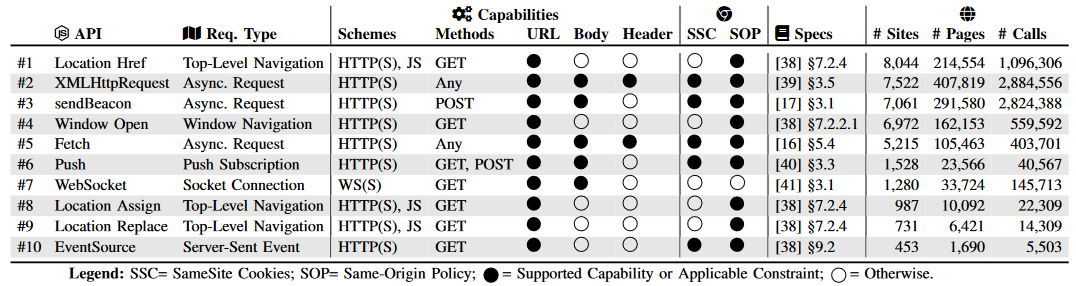 Capabilities
API Req. Type Schemes Methods URL Body Header SSC SOP Specs # Sites # Pages # Calls
#1 Location Href Top-Level Navigation HTTP(S), JS GET ● ○ ○ ○ ● [38] §7.2.4 8,044 214,554 1,096,306
#2 XMLHttpRequest Async. Request HTTP(S) Any ● ● ● ● ● [39] §3.5 7,522 407,819 2,884,556
#3 sendBeacon Async. Request HTTP(S) POST ● ● ○ ● ● [17] §3.1 7,061 291,580 2,824,388
#4 Window Open Window Navigation HTTP(S) GET ● ○ ○ ○ ● [38] §7.2.2.1 6,972 162,153 559,592
#5 Fetch Async. Request HTTP(S) Any ● ● ● ● ● [16] §5.4 5,215 105,463 403,701
#6 Push Push Subscription HTTP(S) GET, POST ● ● ○ ● ● [40] §3.3 1,528 23,566 40,567
#7 WebSocket Socket Connection WS(S) GET ● ● ○ ○ ○ [41] §3.1 1,280 33,724 145,713
#8 Location Assign Top-Level Navigation HTTP(S), JS GET ● ○ ○ ○ ● [38] §7.2.4 987 10,092 22,309
#9 Location Replace Top-Level Navigation HTTP(S), JS GET ● ○ ○ ○ ● [38] §7.2.4 731 6,421 14,309
#10 EventSource Server-Sent Event HTTP(S) GET ● ○ ○ ● ● [38] §9.2 453 1,690 5,503
Legend: SSC= SameSite Cookies; SOP= Same-Origin Policy; ●= Supported Capability or Applicable Constraint; ○= Otherwise.